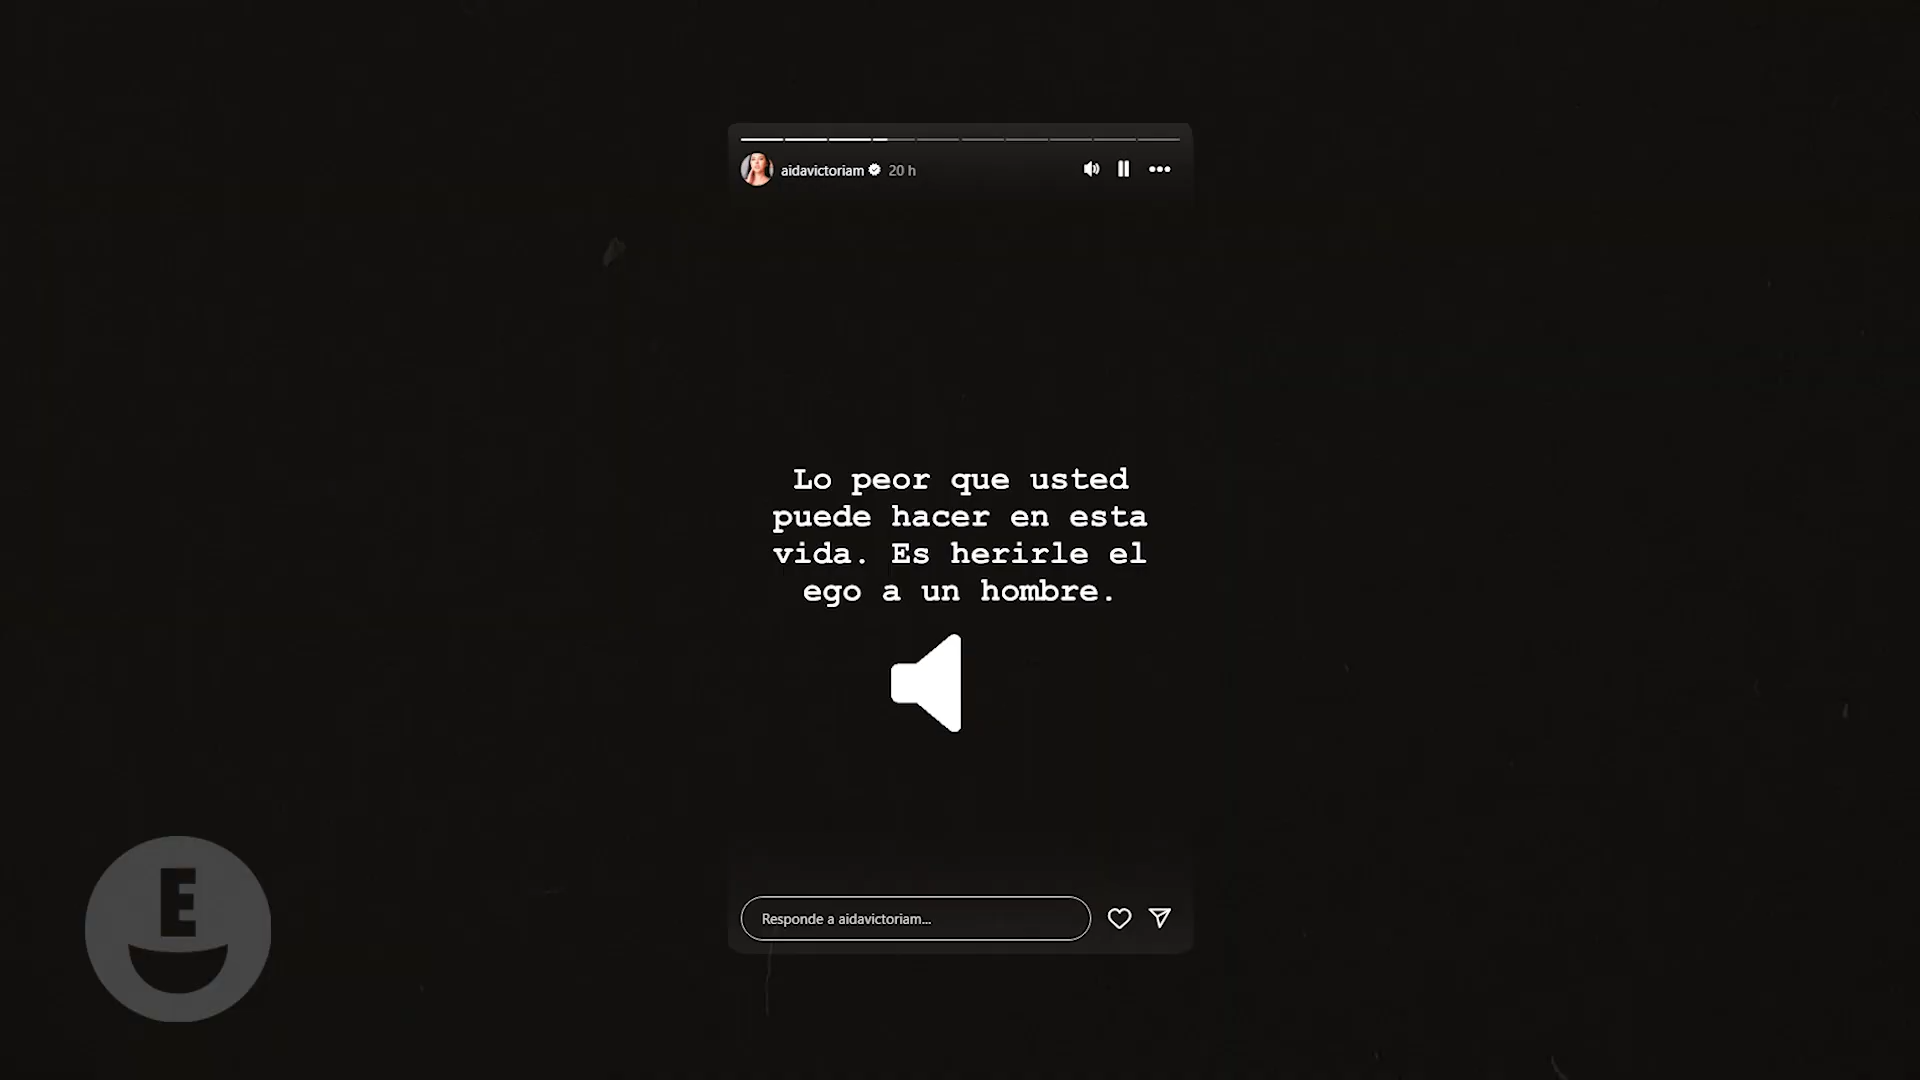 aidavictoriam 20 h
Lo peor que usted
puede hacer en esta
vida. Es herirle el
ego a un hombre.
Responde a aidavictoriam...
E